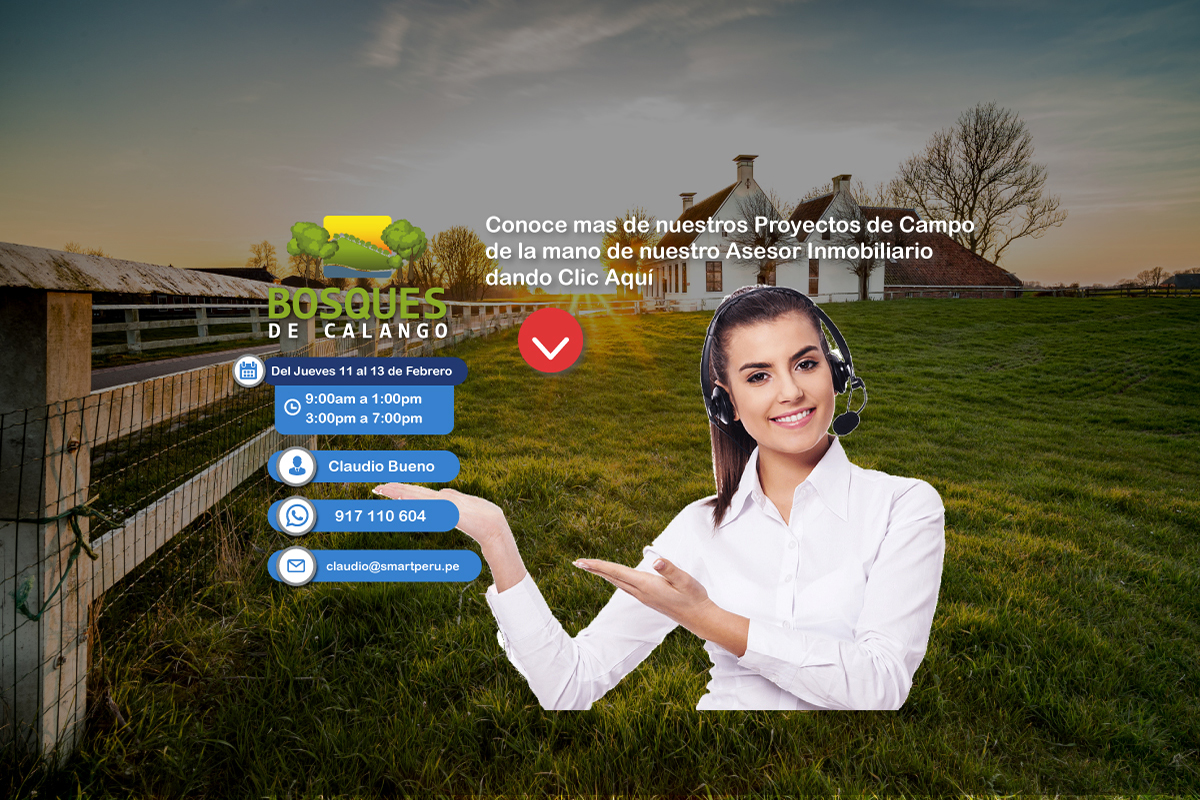 Conoce mas de nuestros Proyectos de Campo
de la mano de nuestro Asesor Inmobiliario
dando Clic Aquí
BOSQUES
DE CALANGO
Del Jueves 11 al 13 de Febrero
9:00am a 1:00pm
3:00pm a 7:00pm
Claudio Bueno
917 110 604
claudio@smartperu.pe